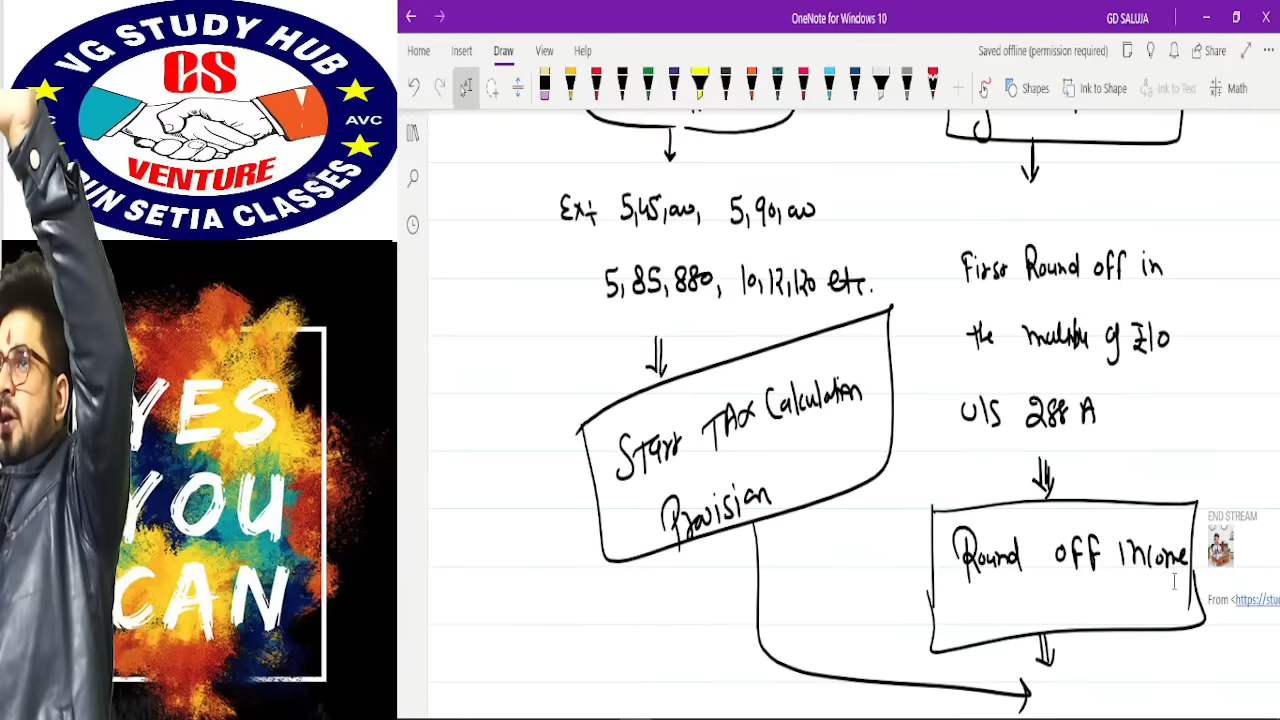 VG STUDY HUB
CS
AVC
VENTURE
UN SETIA CLASSES
YES
YOU
CAN
OneNote for Windows 10
GD SALUJA
Home Insert Draw View Help
Saved offline (permission required)
Share
Shapes
Ink to Shape
Ink to Text
Math
Ex:- 5,45,000, 5,90,000
5,85,880, 10,12,120 etc.
Start TAX Calculation
Provision
First Round off in
the multiple of ₹10
U/S 288 A
Round off income
END STREAM
From <https://stu